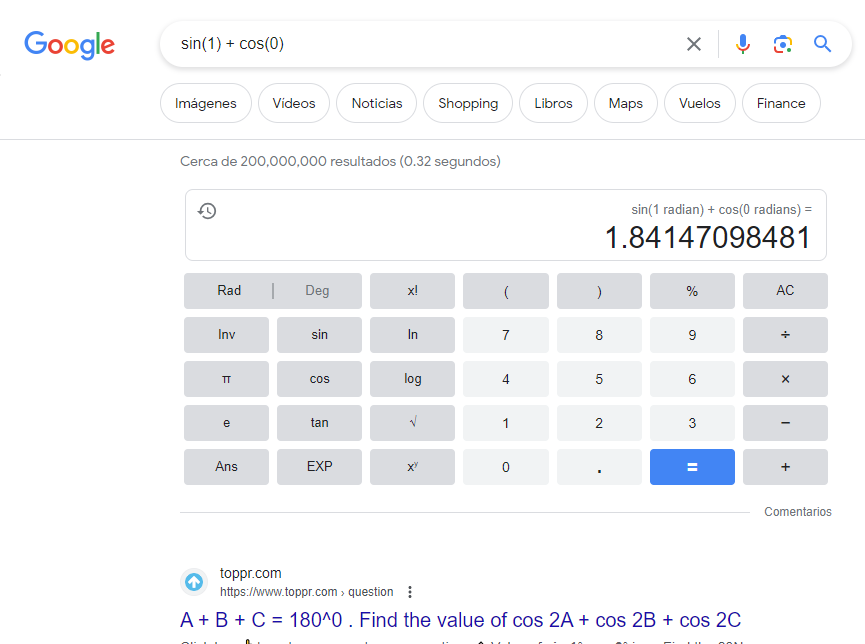 Google
sin(1) + cos(0)
Imágenes Vídeos Noticias Shopping Libros Maps Vuelos Finance
Cerca de 200,000,000 resultados (0.32 segundos)
sin(1 radian) + cos(0 radians) =
1.84147098481
Rad | Deg x! ( ) % AC
Inv sin ln 7 8 9 ÷
π cos log 4 5 6 ×
e tan √ 1 2 3 −
Ans EXP xʸ 0 . = +
Comentarios
toppr.com
https://www.toppr.com › question
A + B + C = 180^0 . Find the value of cos 2A + cos 2B + cos 2C